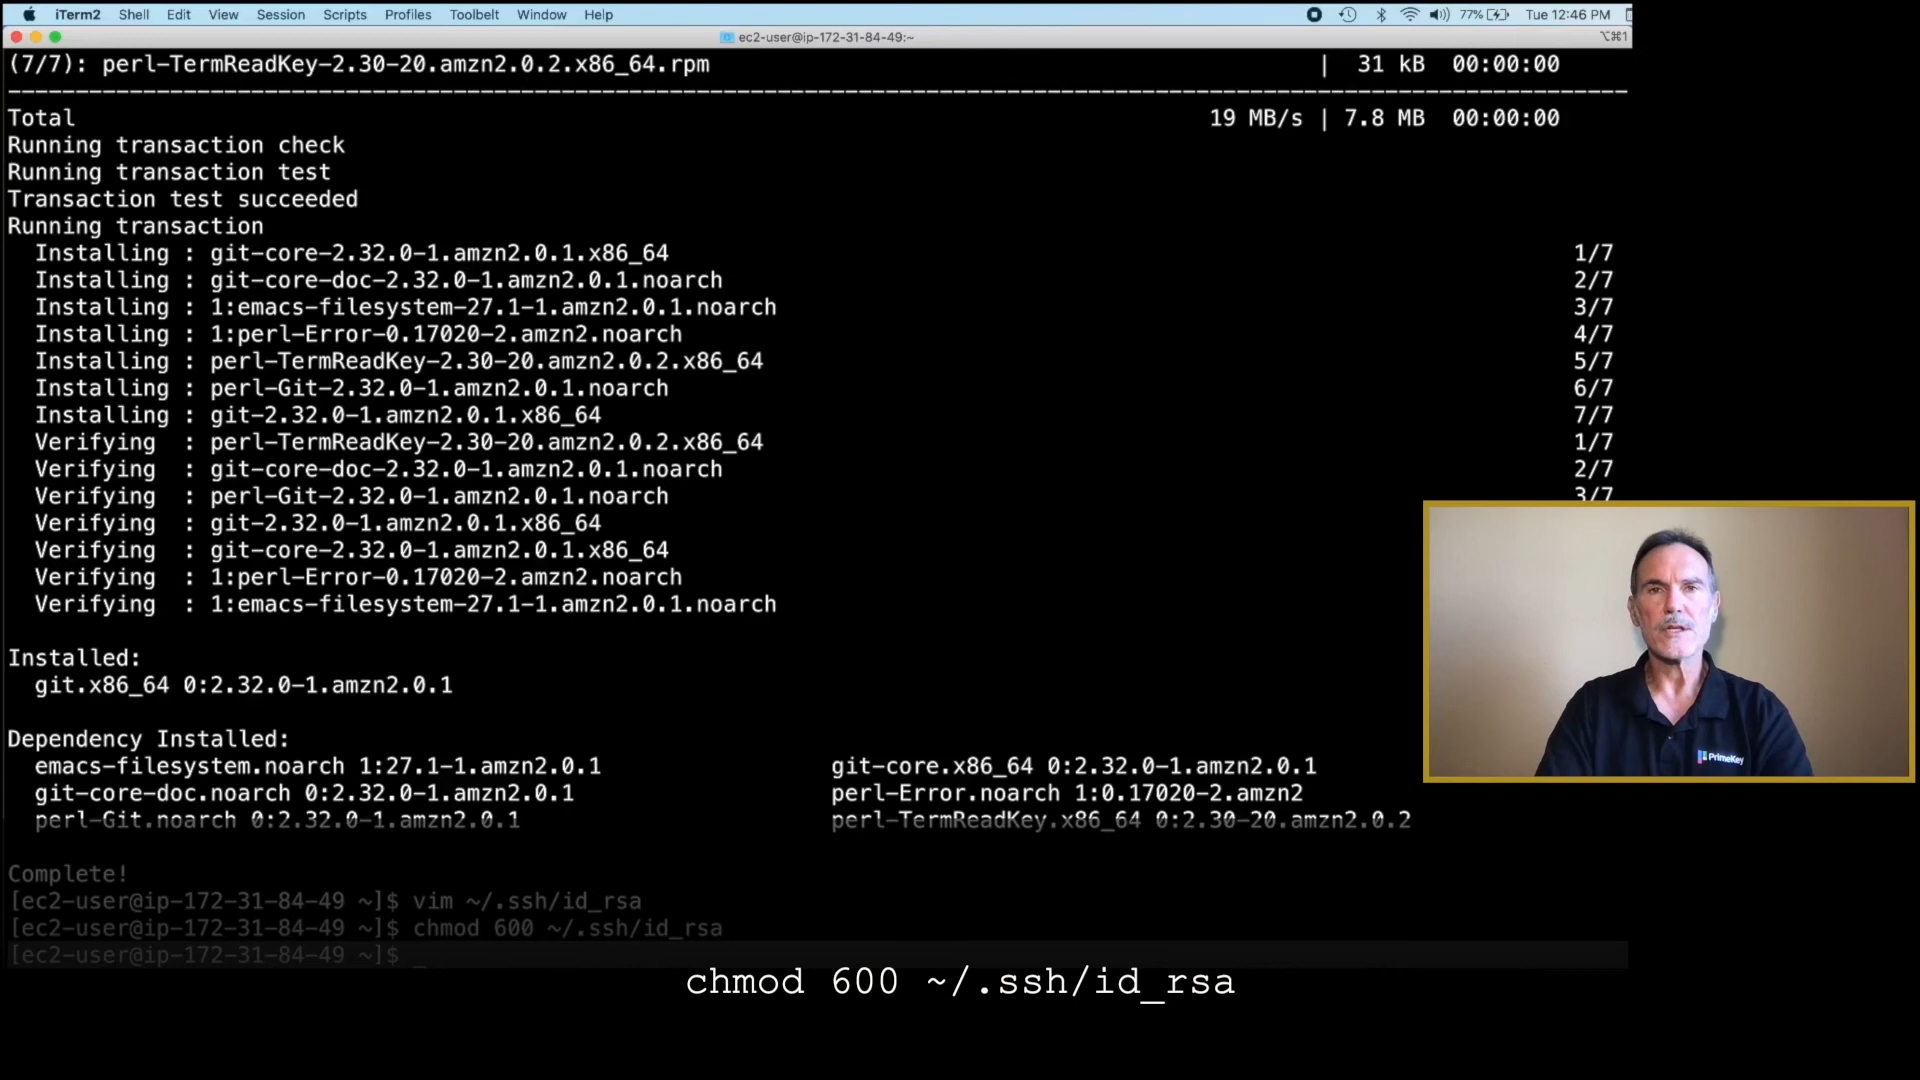 iTerm2 Shell Edit View Session Scripts Profiles Toolbelt Window Help 77% Tue 12:46 PM
ec2-user@ip-172-31-84-49:~ ⌥⌘1
(7/7): perl-TermReadKey-2.30-20.amzn2.0.2.x86_64.rpm | 31 kB 00:00:00
--------------------------------------------------------------------------------
Total 19 MB/s | 7.8 MB 00:00:00
Running transaction check
Running transaction test
Transaction test succeeded
Running transaction
Installing : git-core-2.32.0-1.amzn2.0.1.x86_64 1/7
Installing : git-core-doc-2.32.0-1.amzn2.0.1.noarch 2/7
Installing : 1:emacs-filesystem-27.1-1.amzn2.0.1.noarch 3/7
Installing : 1:perl-Error-0.17020-2.amzn2.noarch 4/7
Installing : perl-TermReadKey-2.30-20.amzn2.0.2.x86_64 5/7
Installing : perl-Git-2.32.0-1.amzn2.0.1.noarch 6/7
Installing : git-2.32.0-1.amzn2.0.1.x86_64 7/7
Verifying : perl-TermReadKey-2.30-20.amzn2.0.2.x86_64 1/7
Verifying : git-core-doc-2.32.0-1.amzn2.0.1.noarch 2/7
Verifying : perl-Git-2.32.0-1.amzn2.0.1.noarch 3/7
Verifying : git-2.32.0-1.amzn2.0.1.x86_64
Verifying : git-core-2.32.0-1.amzn2.0.1.x86_64
Verifying : 1:perl-Error-0.17020-2.amzn2.noarch
Verifying : 1:emacs-filesystem-27.1-1.amzn2.0.1.noarch
Installed:
git.x86_64 0:2.32.0-1.amzn2.0.1
Dependency Installed:
emacs-filesystem.noarch 1:27.1-1.amzn2.0.1 git-core.x86_64 0:2.32.0-1.amzn2.0.1
git-core-doc.noarch 0:2.32.0-1.amzn2.0.1 perl-Error.noarch 1:0.17020-2.amzn2
perl-Git.noarch 0:2.32.0-1.amzn2.0.1 perl-TermReadKey.x86_64 0:2.30-20.amzn2.0.2
PrimeKey
Complete!
[ec2-user@ip-172-31-84-49 ~]$ vim ~/.ssh/id_rsa
[ec2-user@ip-172-31-84-49 ~]$ chmod 600 ~/.ssh/id_rsa
[ec2-user@ip-172-31-84-49 ~]$ _
chmod 600 ~/.ssh/id_rsa